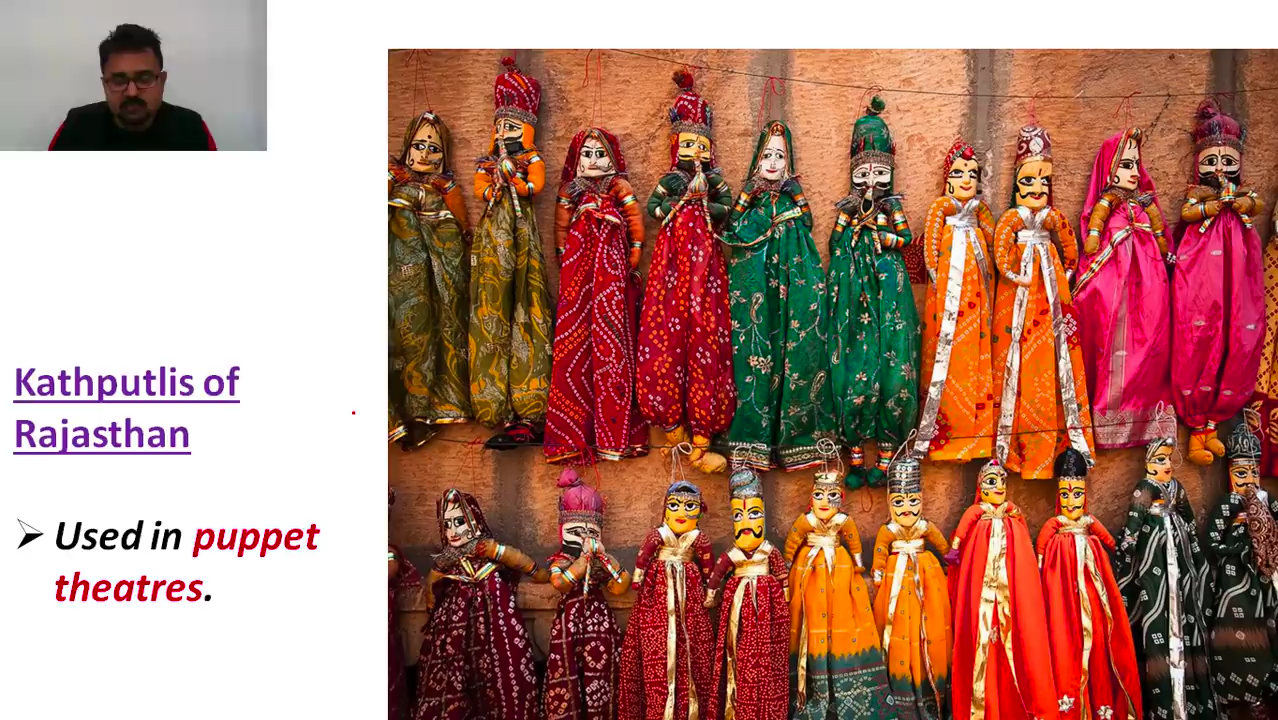 Kathputlis of
Rajasthan
➢ Used in puppet
theatres.